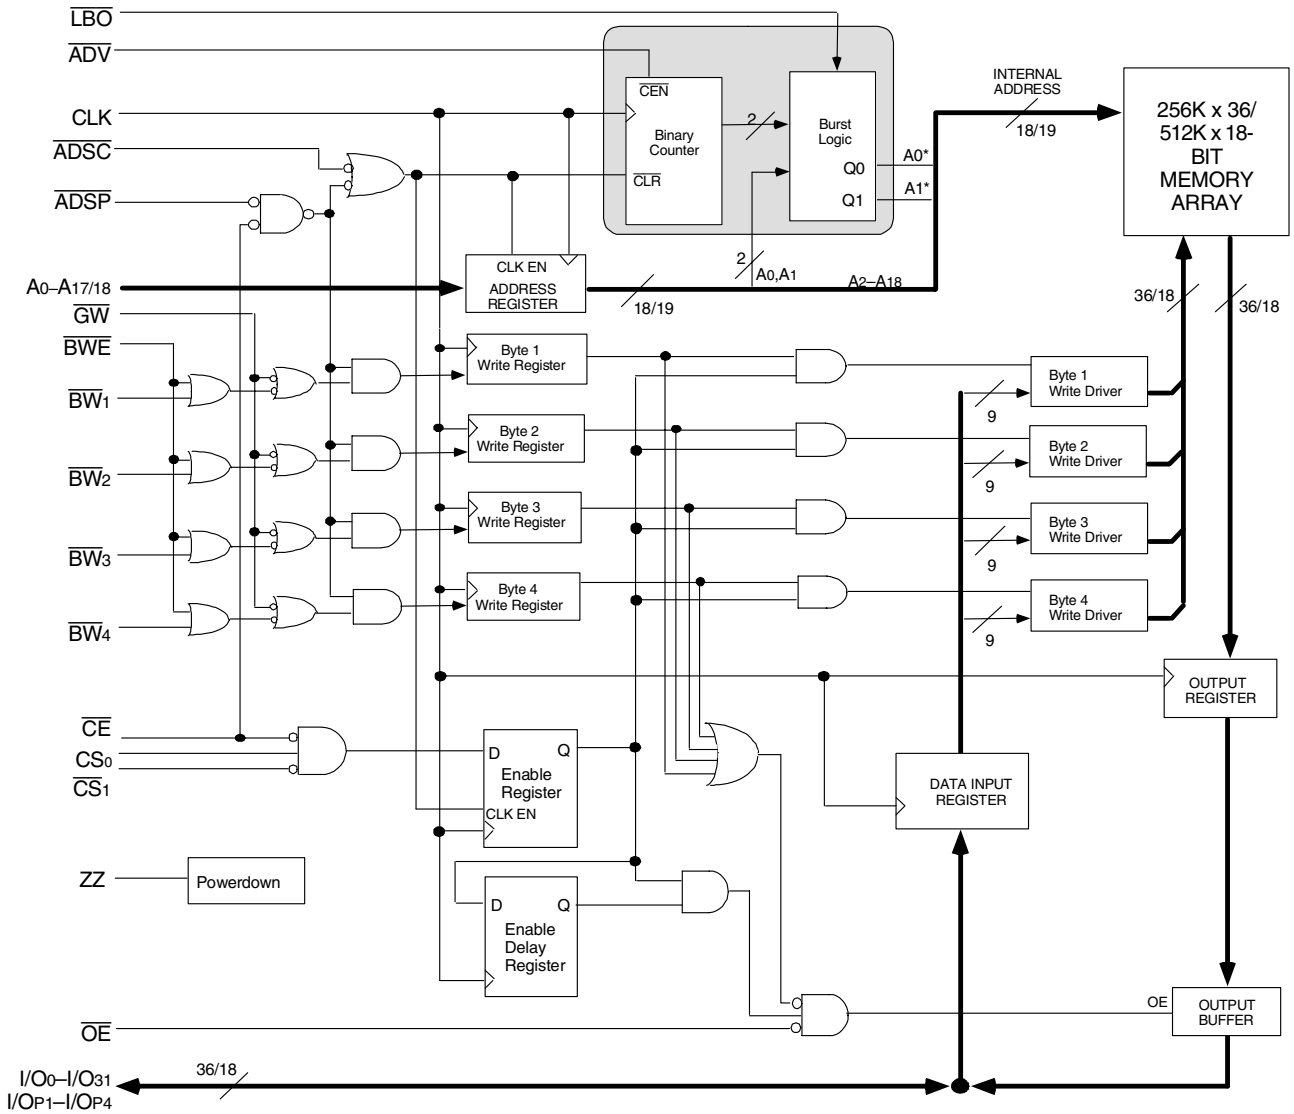 LBO
ADV
CLK
ADSC
ADSP
A0–A17/18
GW
BWE
BW1
BW2
BW3
BW4
CE
CS0
CS1
ZZ
Powerdown
OE
I/O0–I/O31
I/OP1–I/OP4
36/18
CEN
Binary
Counter
CLR
2
Burst
Logic
Q0
Q1
A0*
A1*
2
A0,A1
A2–A18
INTERNAL
ADDRESS
18/19
256K x 36/
512K x 18-
BIT
MEMORY
ARRAY
36/18
36/18
CLK EN
ADDRESS
REGISTER
18/19
Byte 1
Write Register
Byte 2
Write Register
Byte 3
Write Register
Byte 4
Write Register
Byte 1
Write Driver
9
Byte 2
Write Driver
9
Byte 3
Write Driver
9
Byte 4
Write Driver
9
OUTPUT
REGISTER
D Q
Enable
Register
CLK EN
DATA INPUT
REGISTER
D Q
Enable
Delay
Register
OE
OUTPUT
BUFFER